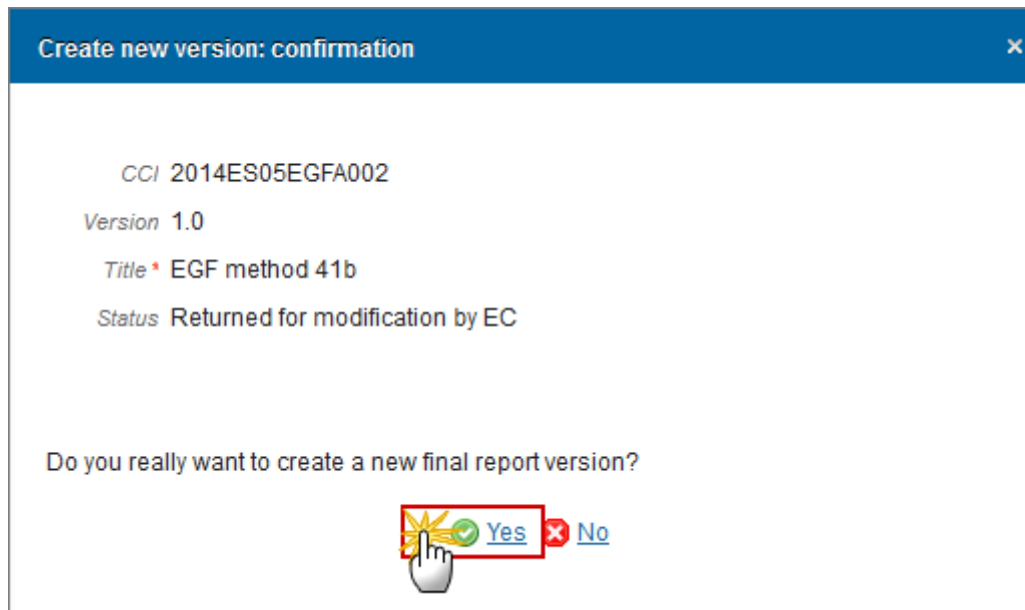 Create new version: confirmation ×
CCI 2014ES05EGFA002
Version 1.0
Title * EGF method 41b
Status Returned for modification by EC
Do you really want to create a new final report version?
Yes No